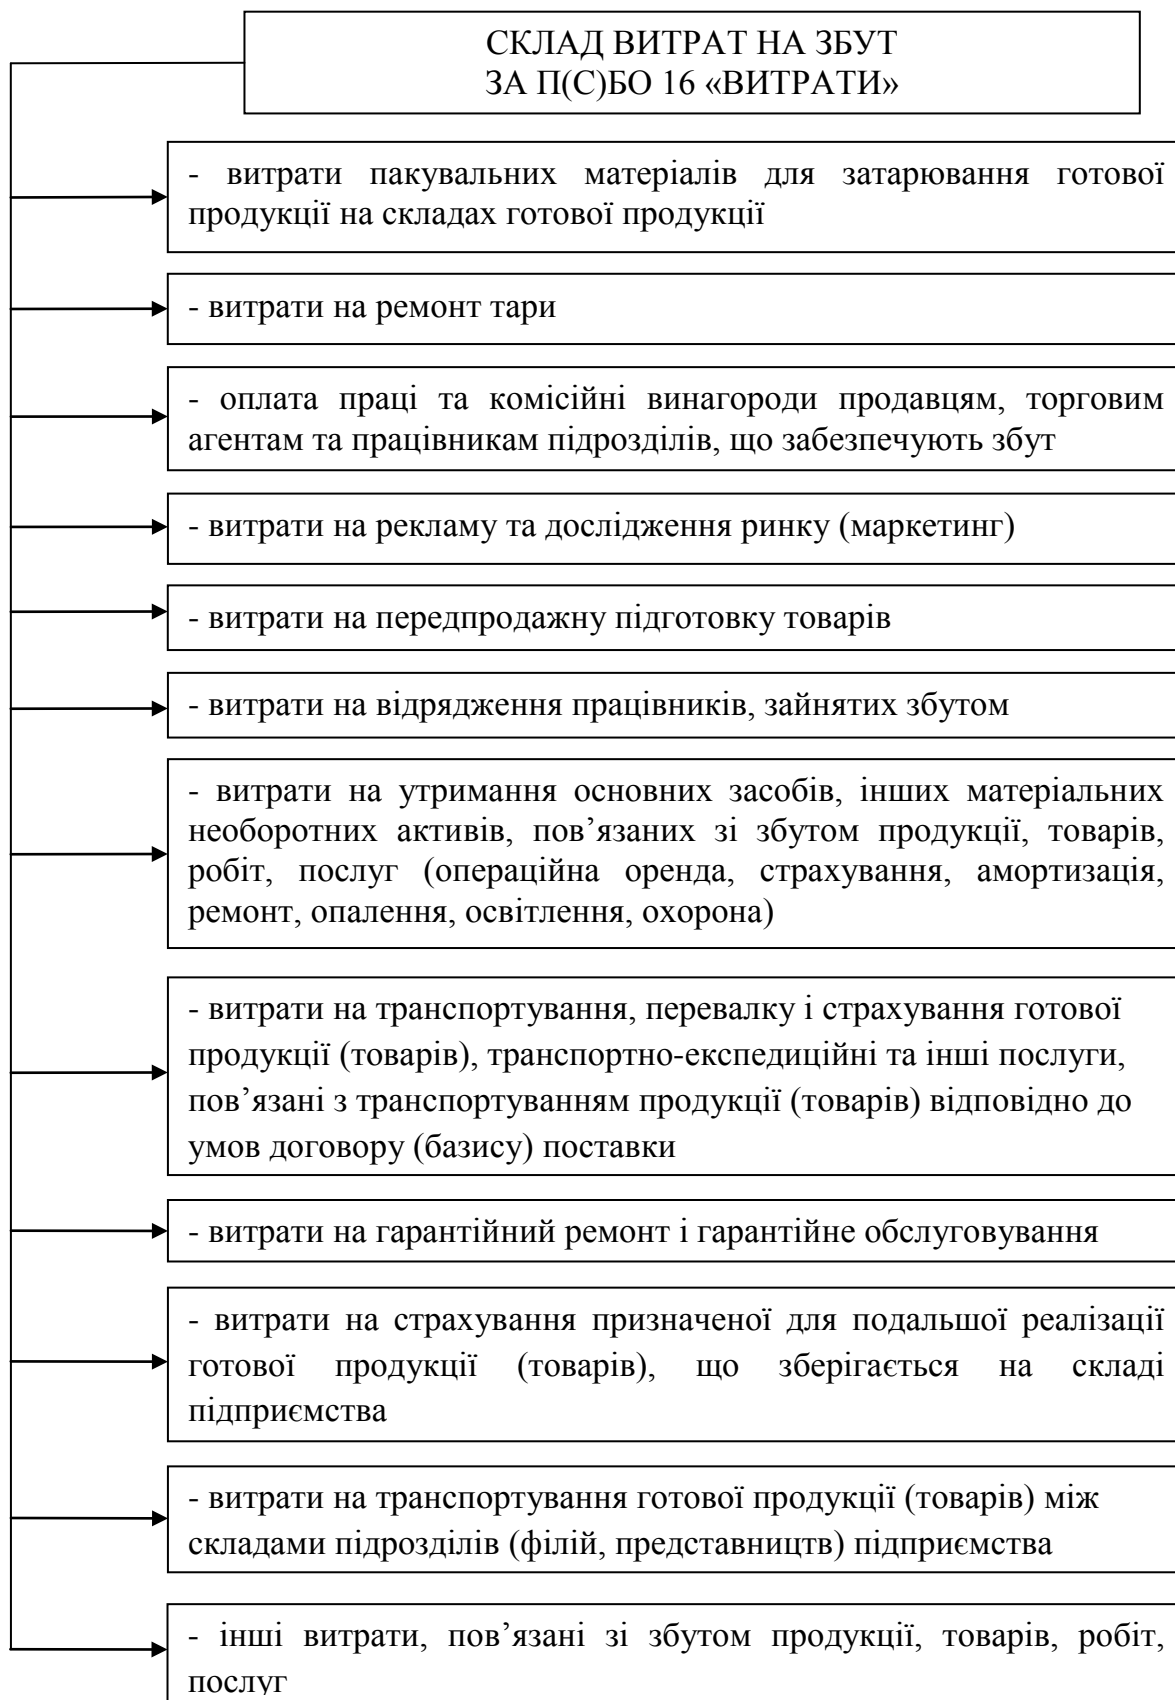 СКЛАД ВИТРАТ НА ЗБУТ
ЗА П(С)БО 16 «ВИТРАТИ»
- витрати пакувальних матеріалів для затарювання готової
продукції на складах готової продукції
- витрати на ремонт тари
- оплата праці та комісійні винагороди продавцям, торговим
агентам та працівникам підрозділів, що забезпечують збут
- витрати на рекламу та дослідження ринку (маркетинг)
- витрати на передпродажну підготовку товарів
- витрати на відрядження працівників, зайнятих збутом
- витрати на утримання основних засобів, інших матеріальних
необоротних активів, пов’язаних зі збутом продукції, товарів,
робіт, послуг (операційна оренда, страхування, амортизація,
ремонт, опалення, освітлення, охорона)
- витрати на транспортування, перевалку і страхування готової
продукції (товарів), транспортно-експедиційні та інші послуги,
пов’язані з транспортуванням продукції (товарів) відповідно до
умов договору (базису) поставки
- витрати на гарантійний ремонт і гарантійне обслуговування
- витрати на страхування призначеної для подальшої реалізації
готової продукції (товарів), що зберігається на складі
підприємства
- витрати на транспортування готової продукції (товарів) між
складами підрозділів (філій, представництв) підприємства
- інші витрати, пов’язані зі збутом продукції, товарів, робіт,
послуг